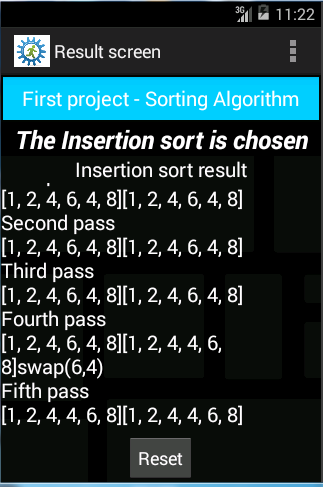 3G 11:22
Result screen
First project - Sorting Algorithm
The Insertion sort is chosen
Insertion sort result
[1, 2, 4, 6, 4, 8][1, 2, 4, 6, 4, 8]
Second pass
[1, 2, 4, 6, 4, 8][1, 2, 4, 6, 4, 8]
Third pass
[1, 2, 4, 6, 4, 8][1, 2, 4, 6, 4, 8]
Fourth pass
[1, 2, 4, 6, 4, 8][1, 2, 4, 4, 6,
8]swap(6,4)
Fifth pass
[1, 2, 4, 4, 6, 8][1, 2, 4, 4, 6, 8]
Reset